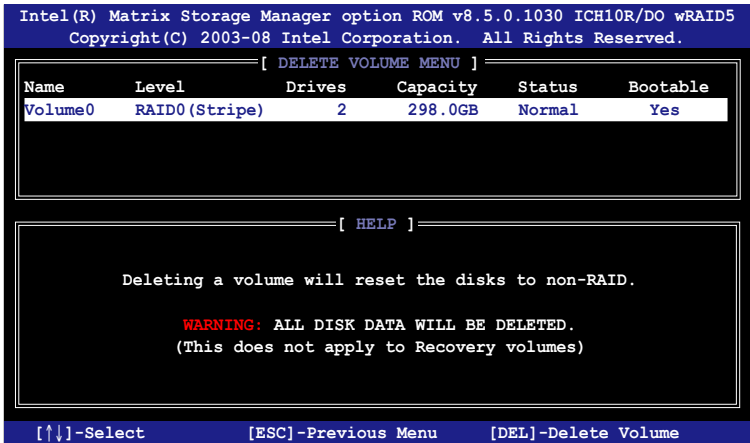 Intel(R) Matrix Storage Manager option ROM v8.5.0.1030 ICH10R/DO wRAID5
Copyright(C) 2003-08 Intel Corporation. All Rights Reserved.
[ DELETE VOLUME MENU ]
Name Level Drives Capacity Status Bootable
Volume0 RAID0(Stripe) 2 298.0GB Normal Yes
[ HELP ]
Deleting a volume will reset the disks to non-RAID.
WARNING: ALL DISK DATA WILL BE DELETED.
(This does not apply to Recovery volumes)
[↑↓]-Select [ESC]-Previous Menu [DEL]-Delete Volume